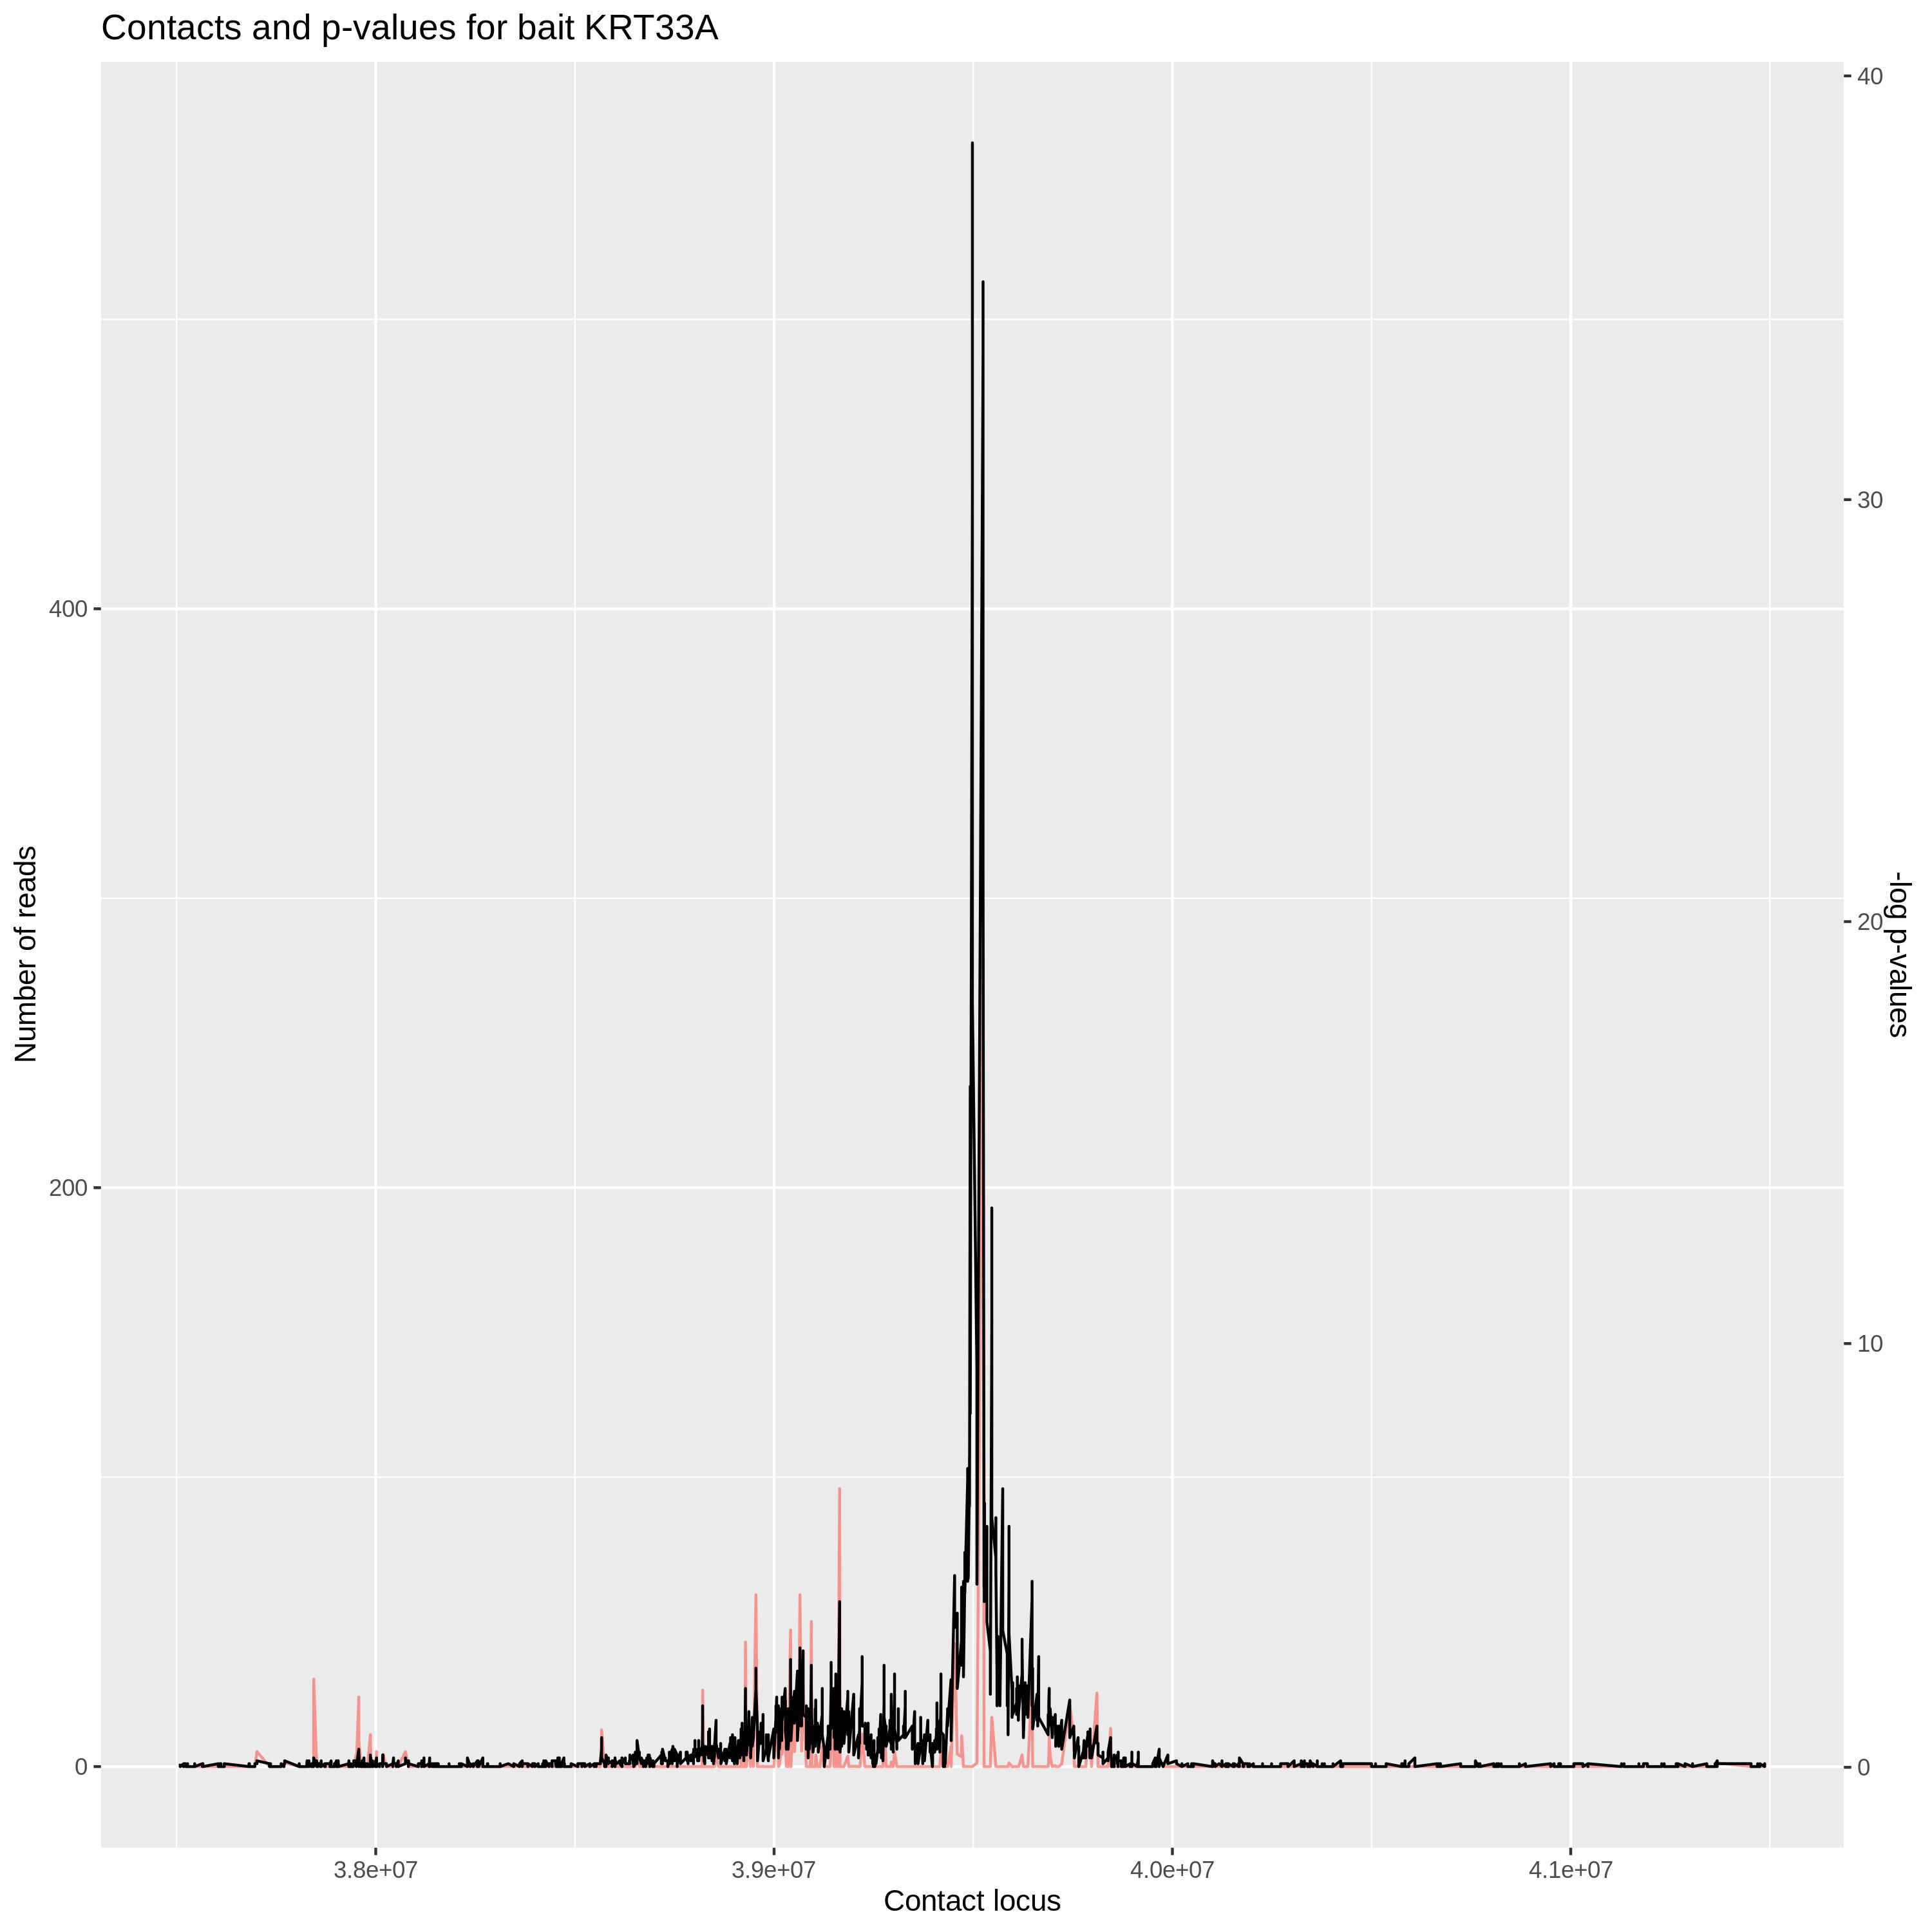 Contacts and p-values for bait KRT33A
Number of reads
400
200
0
40
30
20
10
0
-log p-values
3.8e+07 3.9e+07 4.0e+07 4.1e+07
Contact locus